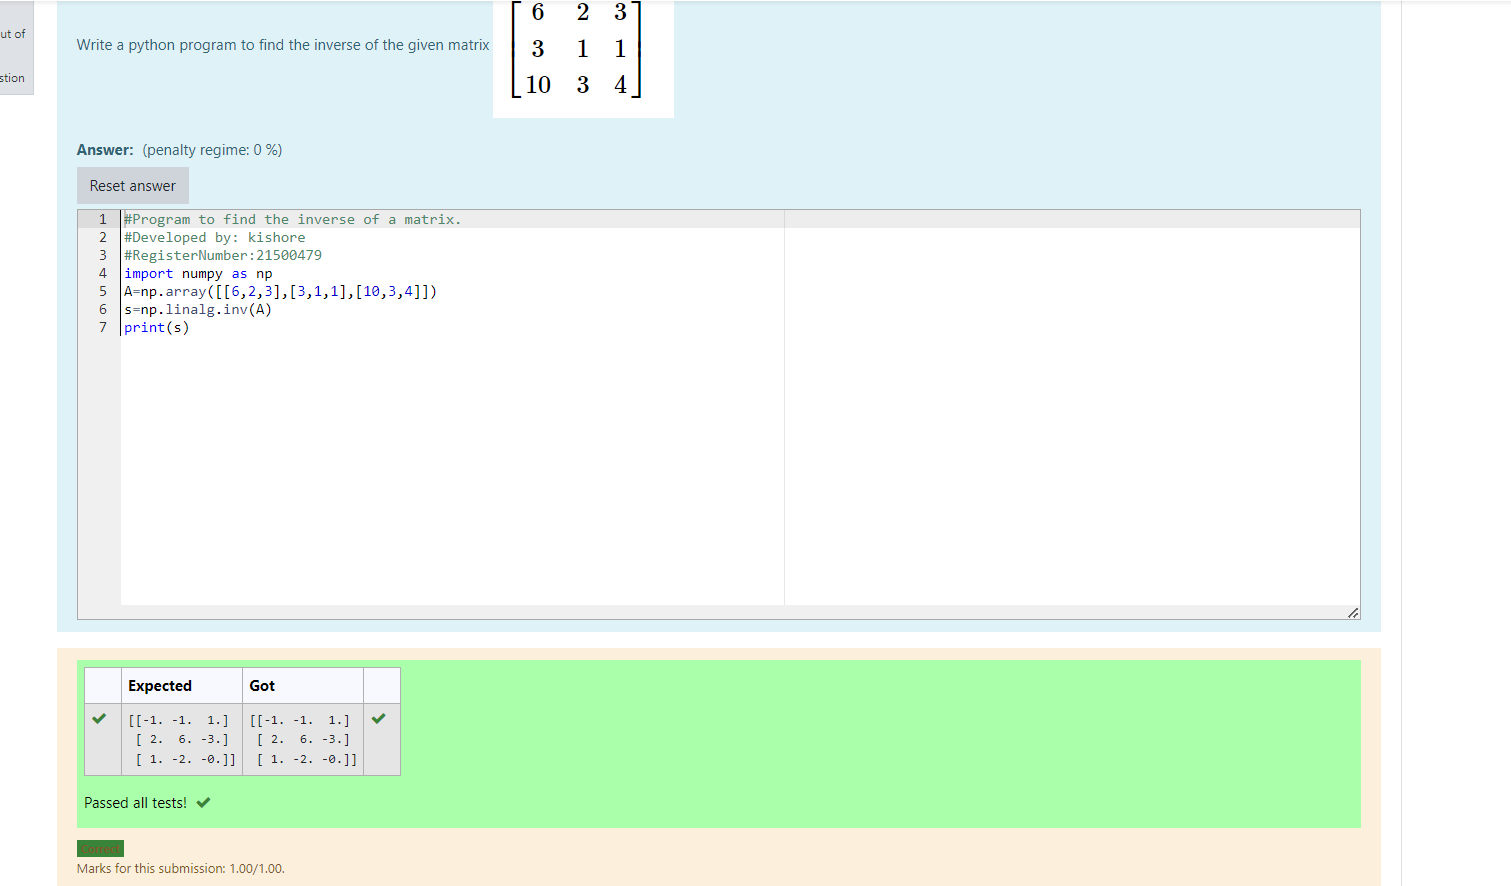 ut of
stion
Write a python program to find the inverse of the given matrix
6 2 3
3 1 1
10 3 4
Answer: (penalty regime: 0 %)
Reset answer
1 #Program to find the inverse of a matrix.
2 #Developed by: kishore
3 #RegisterNumber:21500479
4 import numpy as np
5 A=np.array([[6,2,3],[3,1,1],[10,3,4]])
6 s=np.linalg.inv(A)
7 print(s)
Expected Got
[[-1. -1.  1.] [[-1. -1.  1.]
[ 2.  6. -3.] [ 2.  6. -3.]
[ 1. -2. -0.]] [ 1. -2. -0.]]
Passed all tests!
Correct
Marks for this submission: 1.00/1.00.